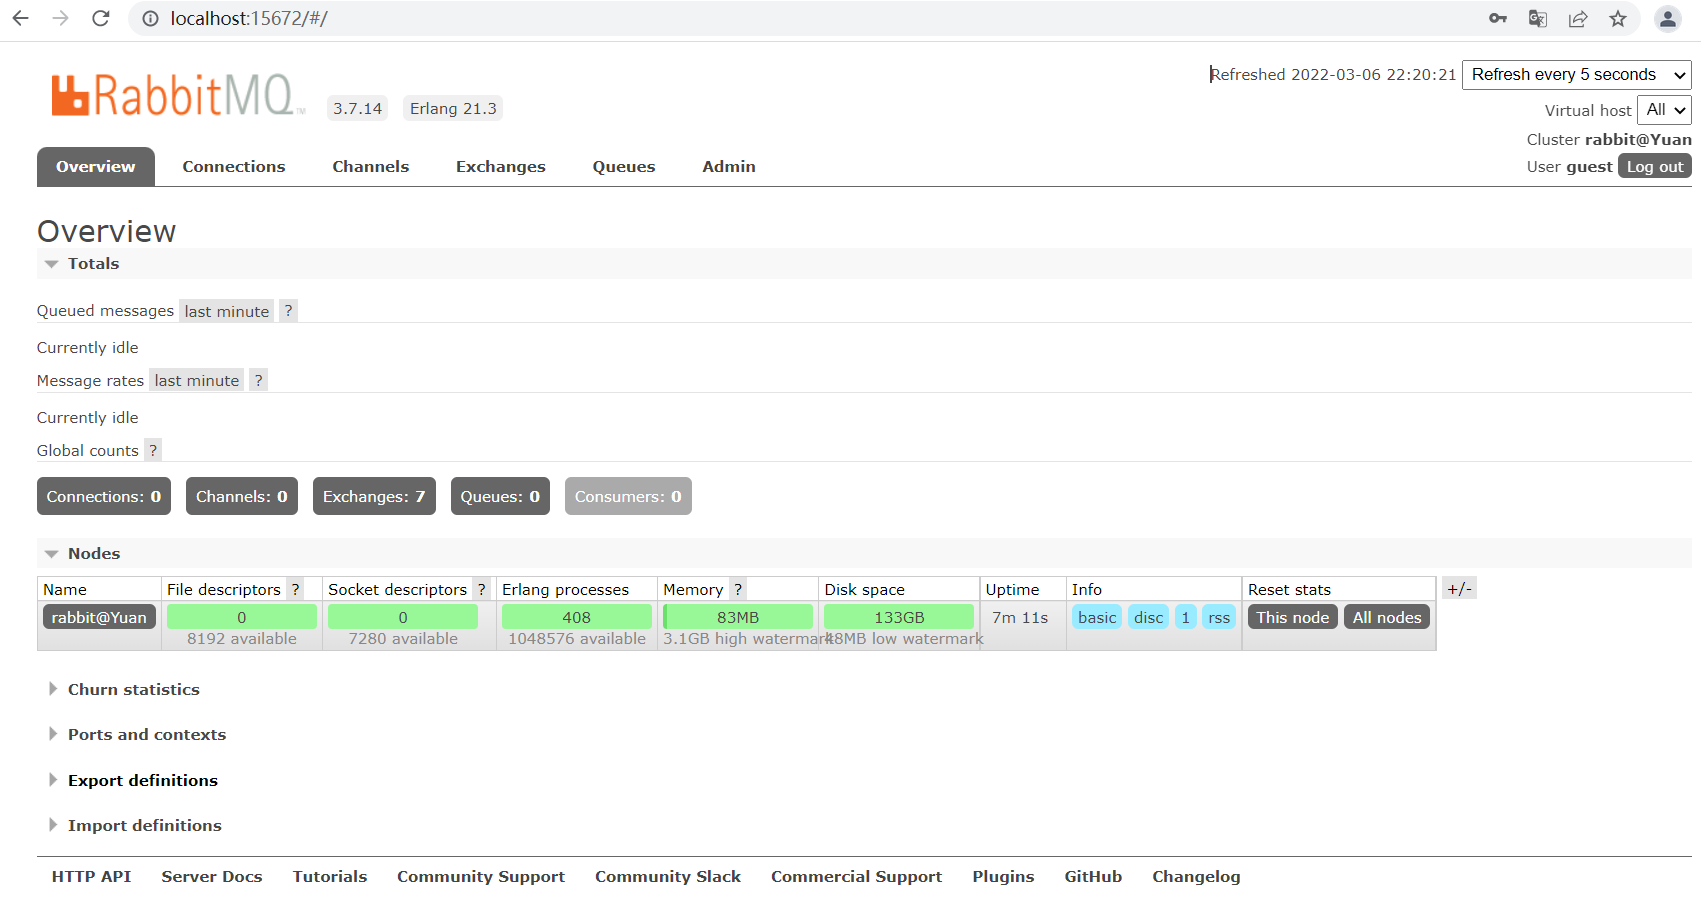 localhost:15672/#/
RabbitMQ™ 3.7.14 Erlang 21.3
Refreshed 2022-03-06 22:20:21 Refresh every 5 seconds
Virtual host All
Cluster rabbit@Yuan
User guest Log out
Overview Connections Channels Exchanges Queues Admin
Overview
Totals
Queued messages last minute ?
Currently idle
Message rates last minute ?
Currently idle
Global counts ?
Connections: 0 Channels: 0 Exchanges: 7 Queues: 0 Consumers: 0
Nodes
Name File descriptors ? Socket descriptors ? Erlang processes Memory ? Disk space Uptime Info Reset stats +/-
rabbit@Yuan 0 0 408 83MB 133GB 7m 11s basic disc 1 rss This node All nodes
8192 available 7280 available 1048576 available 3.1GB high watermark 48MB low watermark
Churn statistics
Ports and contexts
Export definitions
Import definitions
HTTP API Server Docs Tutorials Community Support Community Slack Commercial Support Plugins GitHub Changelog